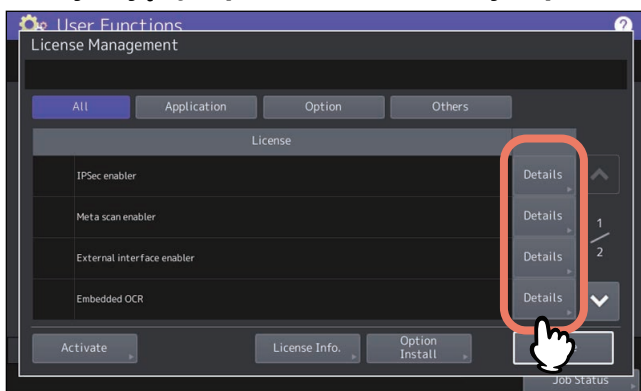 User Functions
?
License Management
All
Application
Option
Others
License
IPSec enabler
Details
Meta scan enabler
Details
1
External interface enabler
Details
2
Embedded OCR
Details
Activate
License Info.
Option
Install
Job Status